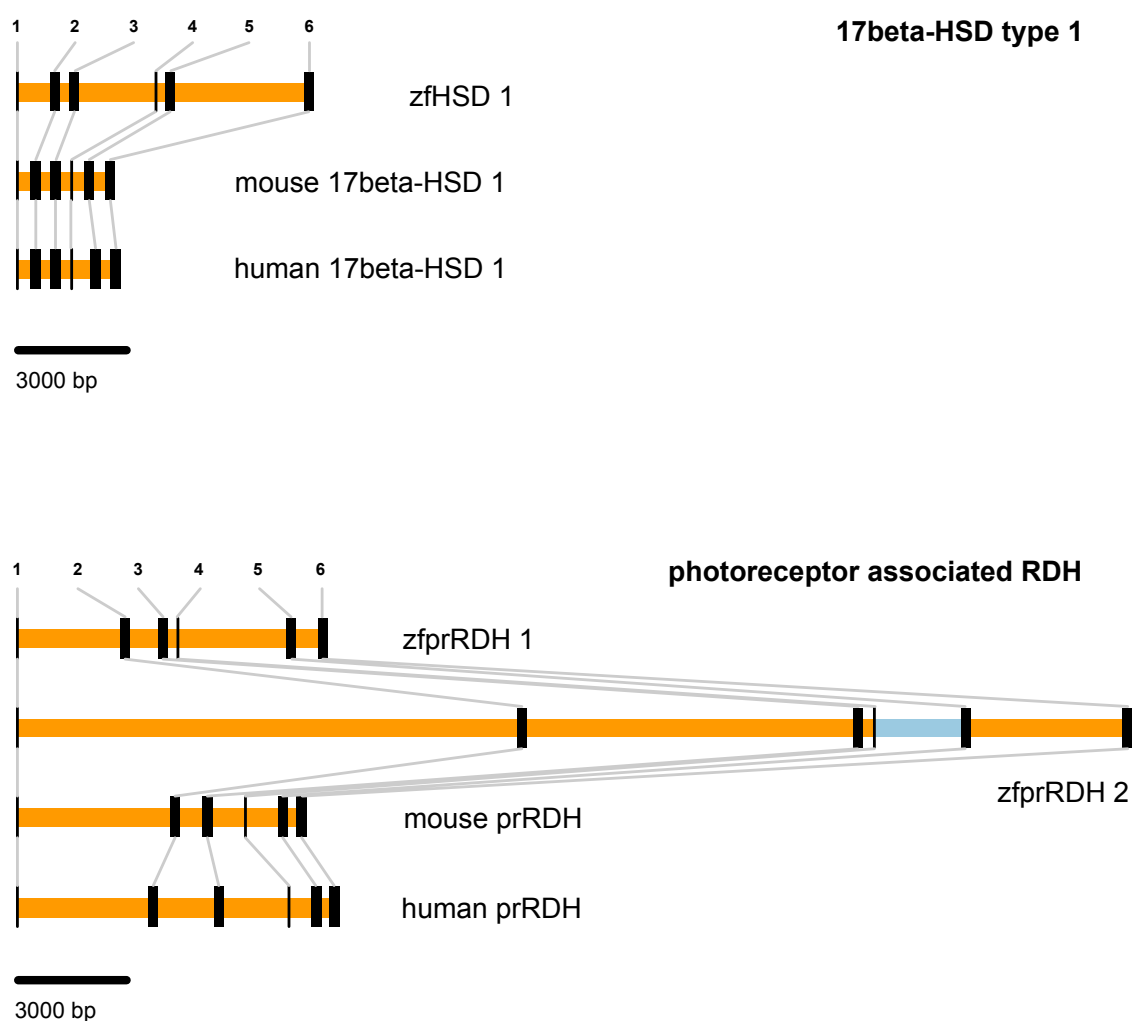 17beta-HSD type 1
1 2 3 4 5 6
zfHSD 1
mouse 17beta-HSD 1
human 17beta-HSD 1
3000 bp
photoreceptor associated RDH
1 2 3 4 5 6
zfprRDH 1
zfprRDH 2
mouse prRDH
human prRDH
3000 bp